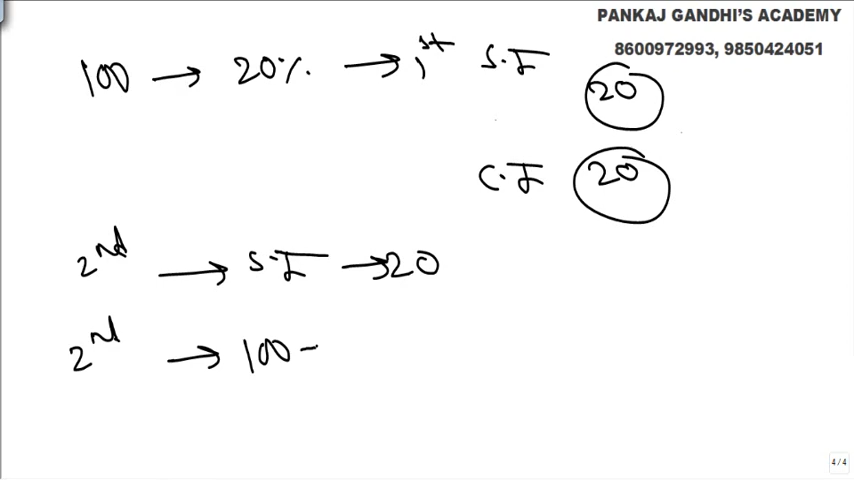 PANKAJ GANDHI'S ACADEMY
8600972993, 9850424051
100 → 20% → 1st S.I 20
C.I 20
2nd → S.I → 20
2nd → 100 -
4/4